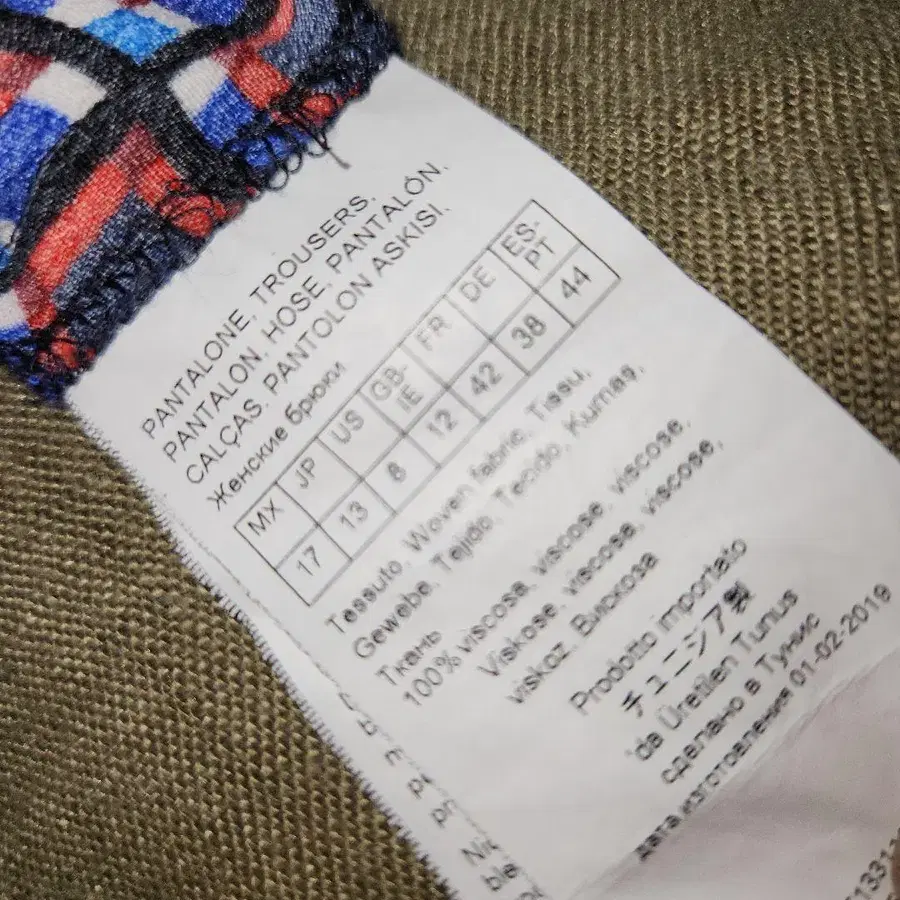 PANTALONE, TROUSERS,
PANTALON, HOSE, PANTALÓN,
CALÇAS, PANTOLON ASKISI,
Женские брюки
MX JP US GB-IE FR DE ES-PT
17 13 8 12 42 38 44
Tessuto, Woven fabric, Tissu,
Gewebe, Tejido, Tecido, Kumas,
Ткань
100% viscosa, viscose, viscose,
Viskose, viscosa, viscose,
viskoz, Вискоза
Prodotto importato
チュニジア製
'da Üretilen Tunus
сделано в Тунис
дата изготовления 01-02-2019